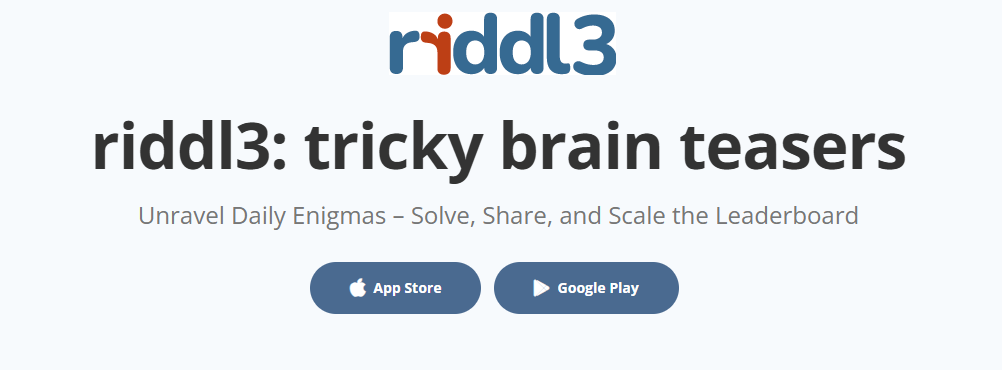 riddl3
riddl3: tricky brain teasers
Unravel Daily Enigmas – Solve, Share, and Scale the Leaderboard
App Store
Google Play